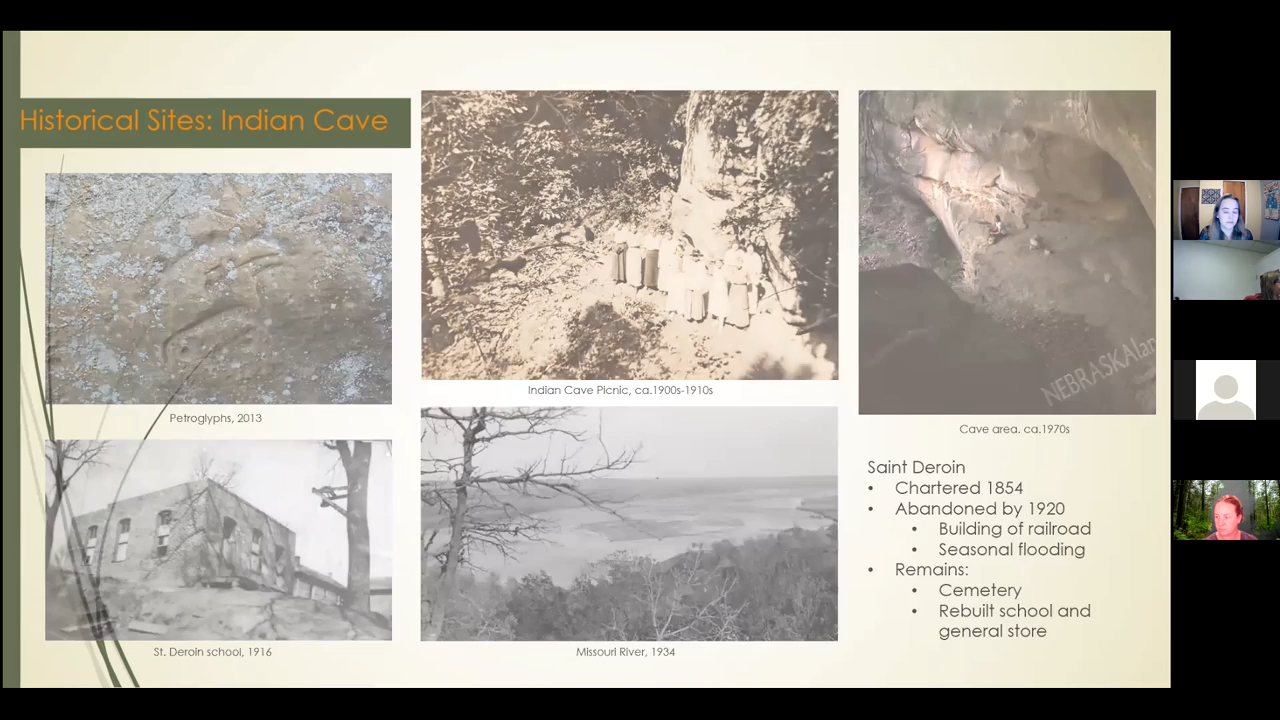 Historical Sites: Indian Cave
Petroglyphs, 2013
St. Deroin school, 1916
Indian Cave Picnic, ca.1900s-1910s
Missouri River, 1934
NEBRASKAlan
Cave area. ca.1970s
Saint Deroin
• Chartered 1854
• Abandoned by 1920
• Building of railroad
• Seasonal flooding
• Remains:
• Cemetery
• Rebuilt school and
general store